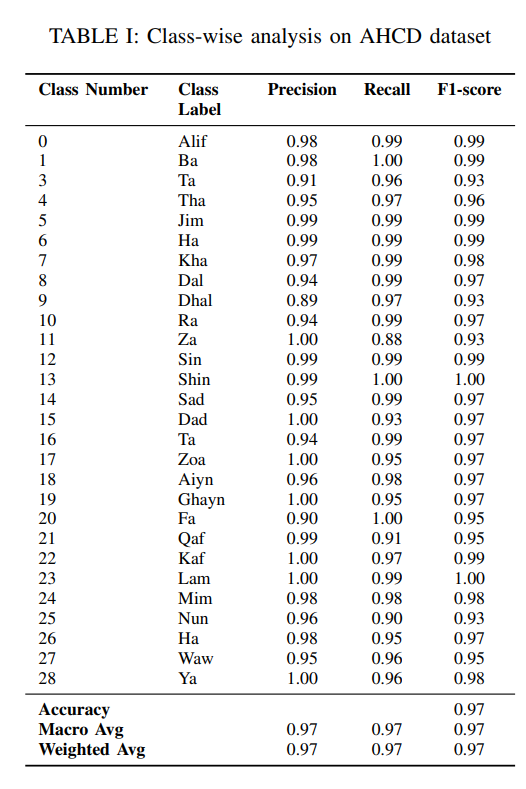 TABLE I: Class-wise analysis on AHCD dataset
Class Number Class Label Precision Recall F1-score
0 Alif 0.98 0.99 0.99
1 Ba 0.98 1.00 0.99
3 Ta 0.91 0.96 0.93
4 Tha 0.95 0.97 0.96
5 Jim 0.99 0.99 0.99
6 Ha 0.99 0.99 0.99
7 Kha 0.97 0.99 0.98
8 Dal 0.94 0.99 0.97
9 Dhal 0.89 0.97 0.93
10 Ra 0.94 0.99 0.97
11 Za 1.00 0.88 0.93
12 Sin 0.99 0.99 0.99
13 Shin 0.99 1.00 1.00
14 Sad 0.95 0.99 0.97
15 Dad 1.00 0.93 0.97
16 Ta 0.94 0.99 0.97
17 Zoa 1.00 0.95 0.97
18 Aiyn 0.96 0.98 0.97
19 Ghayn 1.00 0.95 0.97
20 Fa 0.90 1.00 0.95
21 Qaf 0.99 0.91 0.95
22 Kaf 1.00 0.97 0.99
23 Lam 1.00 0.99 1.00
24 Mim 0.98 0.98 0.98
25 Nun 0.96 0.90 0.93
26 Ha 0.98 0.95 0.97
27 Waw 0.95 0.96 0.95
28 Ya 1.00 0.96 0.98
Accuracy 0.97
Macro Avg 0.97 0.97 0.97
Weighted Avg 0.97 0.97 0.97